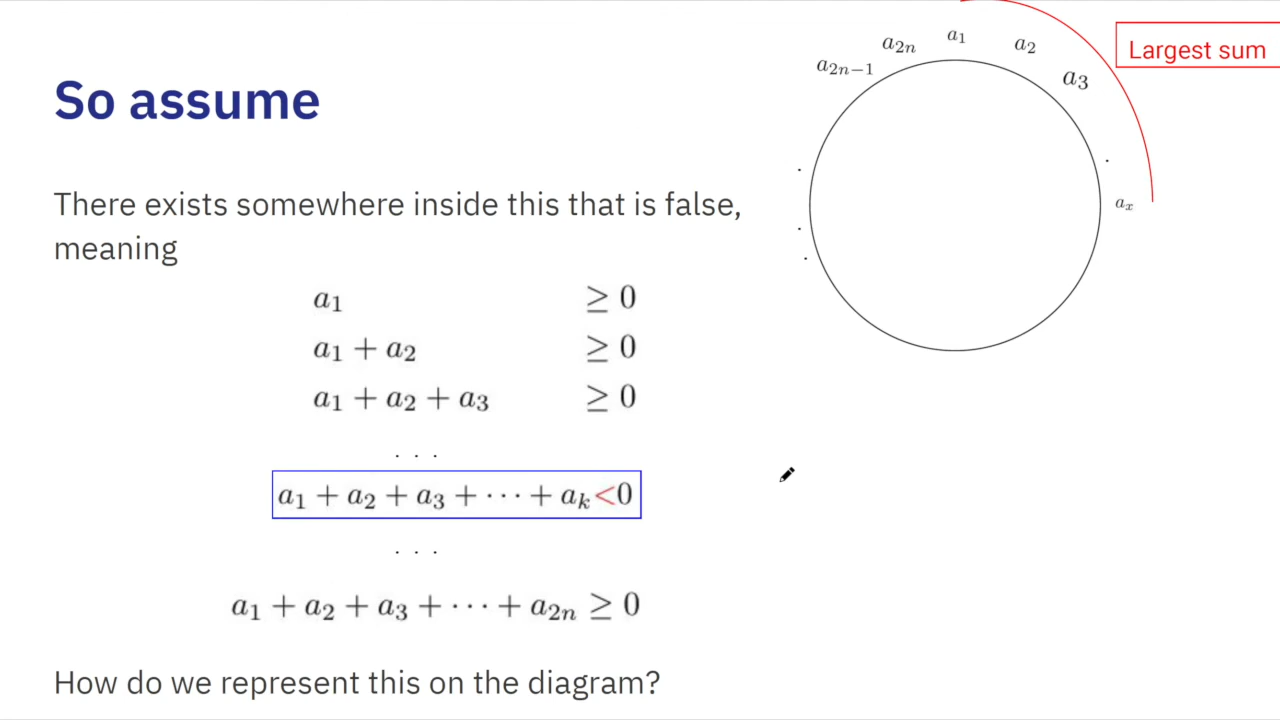 So assume
There exists somewhere inside this that is false,
meaning
a₁ ≥ 0
a₁ + a₂ ≥ 0
a₁ + a₂ + a₃ ≥ 0
. . .
a₁ + a₂ + a₃ + ··· + aₖ<0
. . .
a₁ + a₂ + a₃ + ··· + a₂ₙ ≥ 0
How do we represent this on the diagram?
a₂ₙ₋₁
a₂ₙ
a₁
a₂
a₃
aₓ
Largest sum